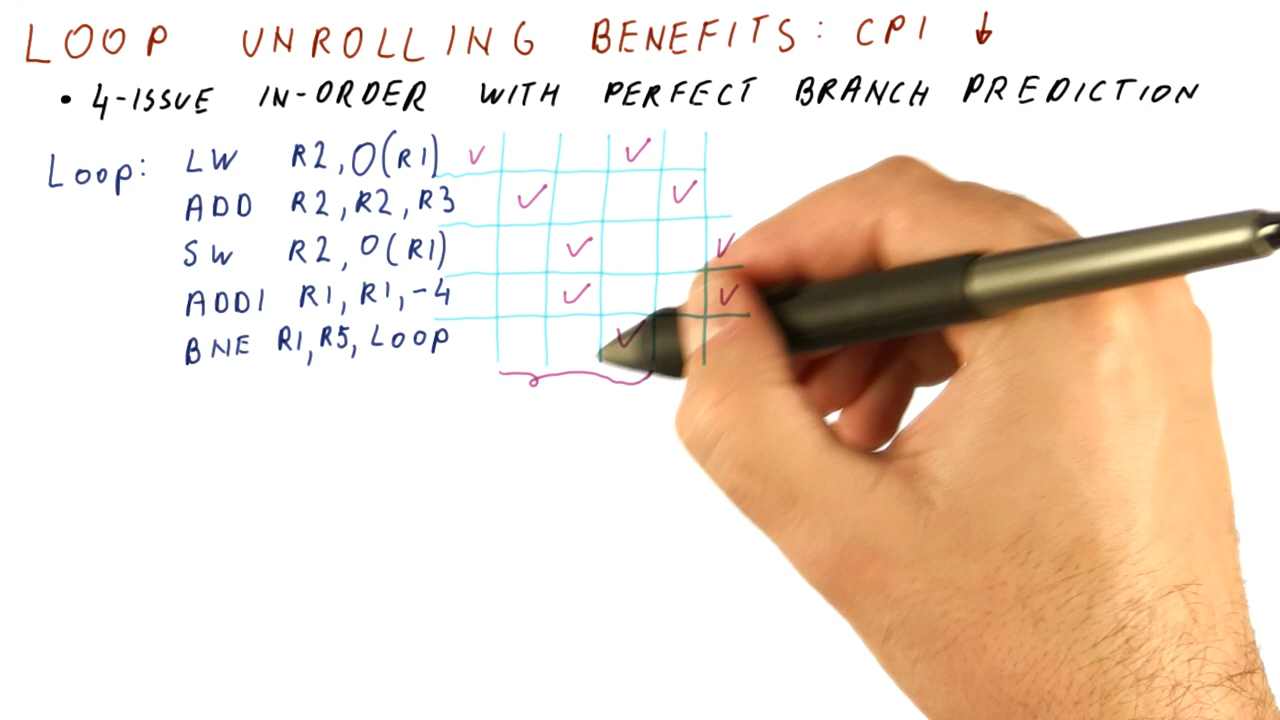 LOOP UNROLLING BENEFITS: CPI ↓
• 4-ISSUE IN-ORDER WITH PERFECT BRANCH PREDICTION
Loop: LW R2, 0(R1)
ADD R2, R2, R3
SW R2, 0(R1)
ADDI R1, R1, -4
BNE R1, R5, LOOP